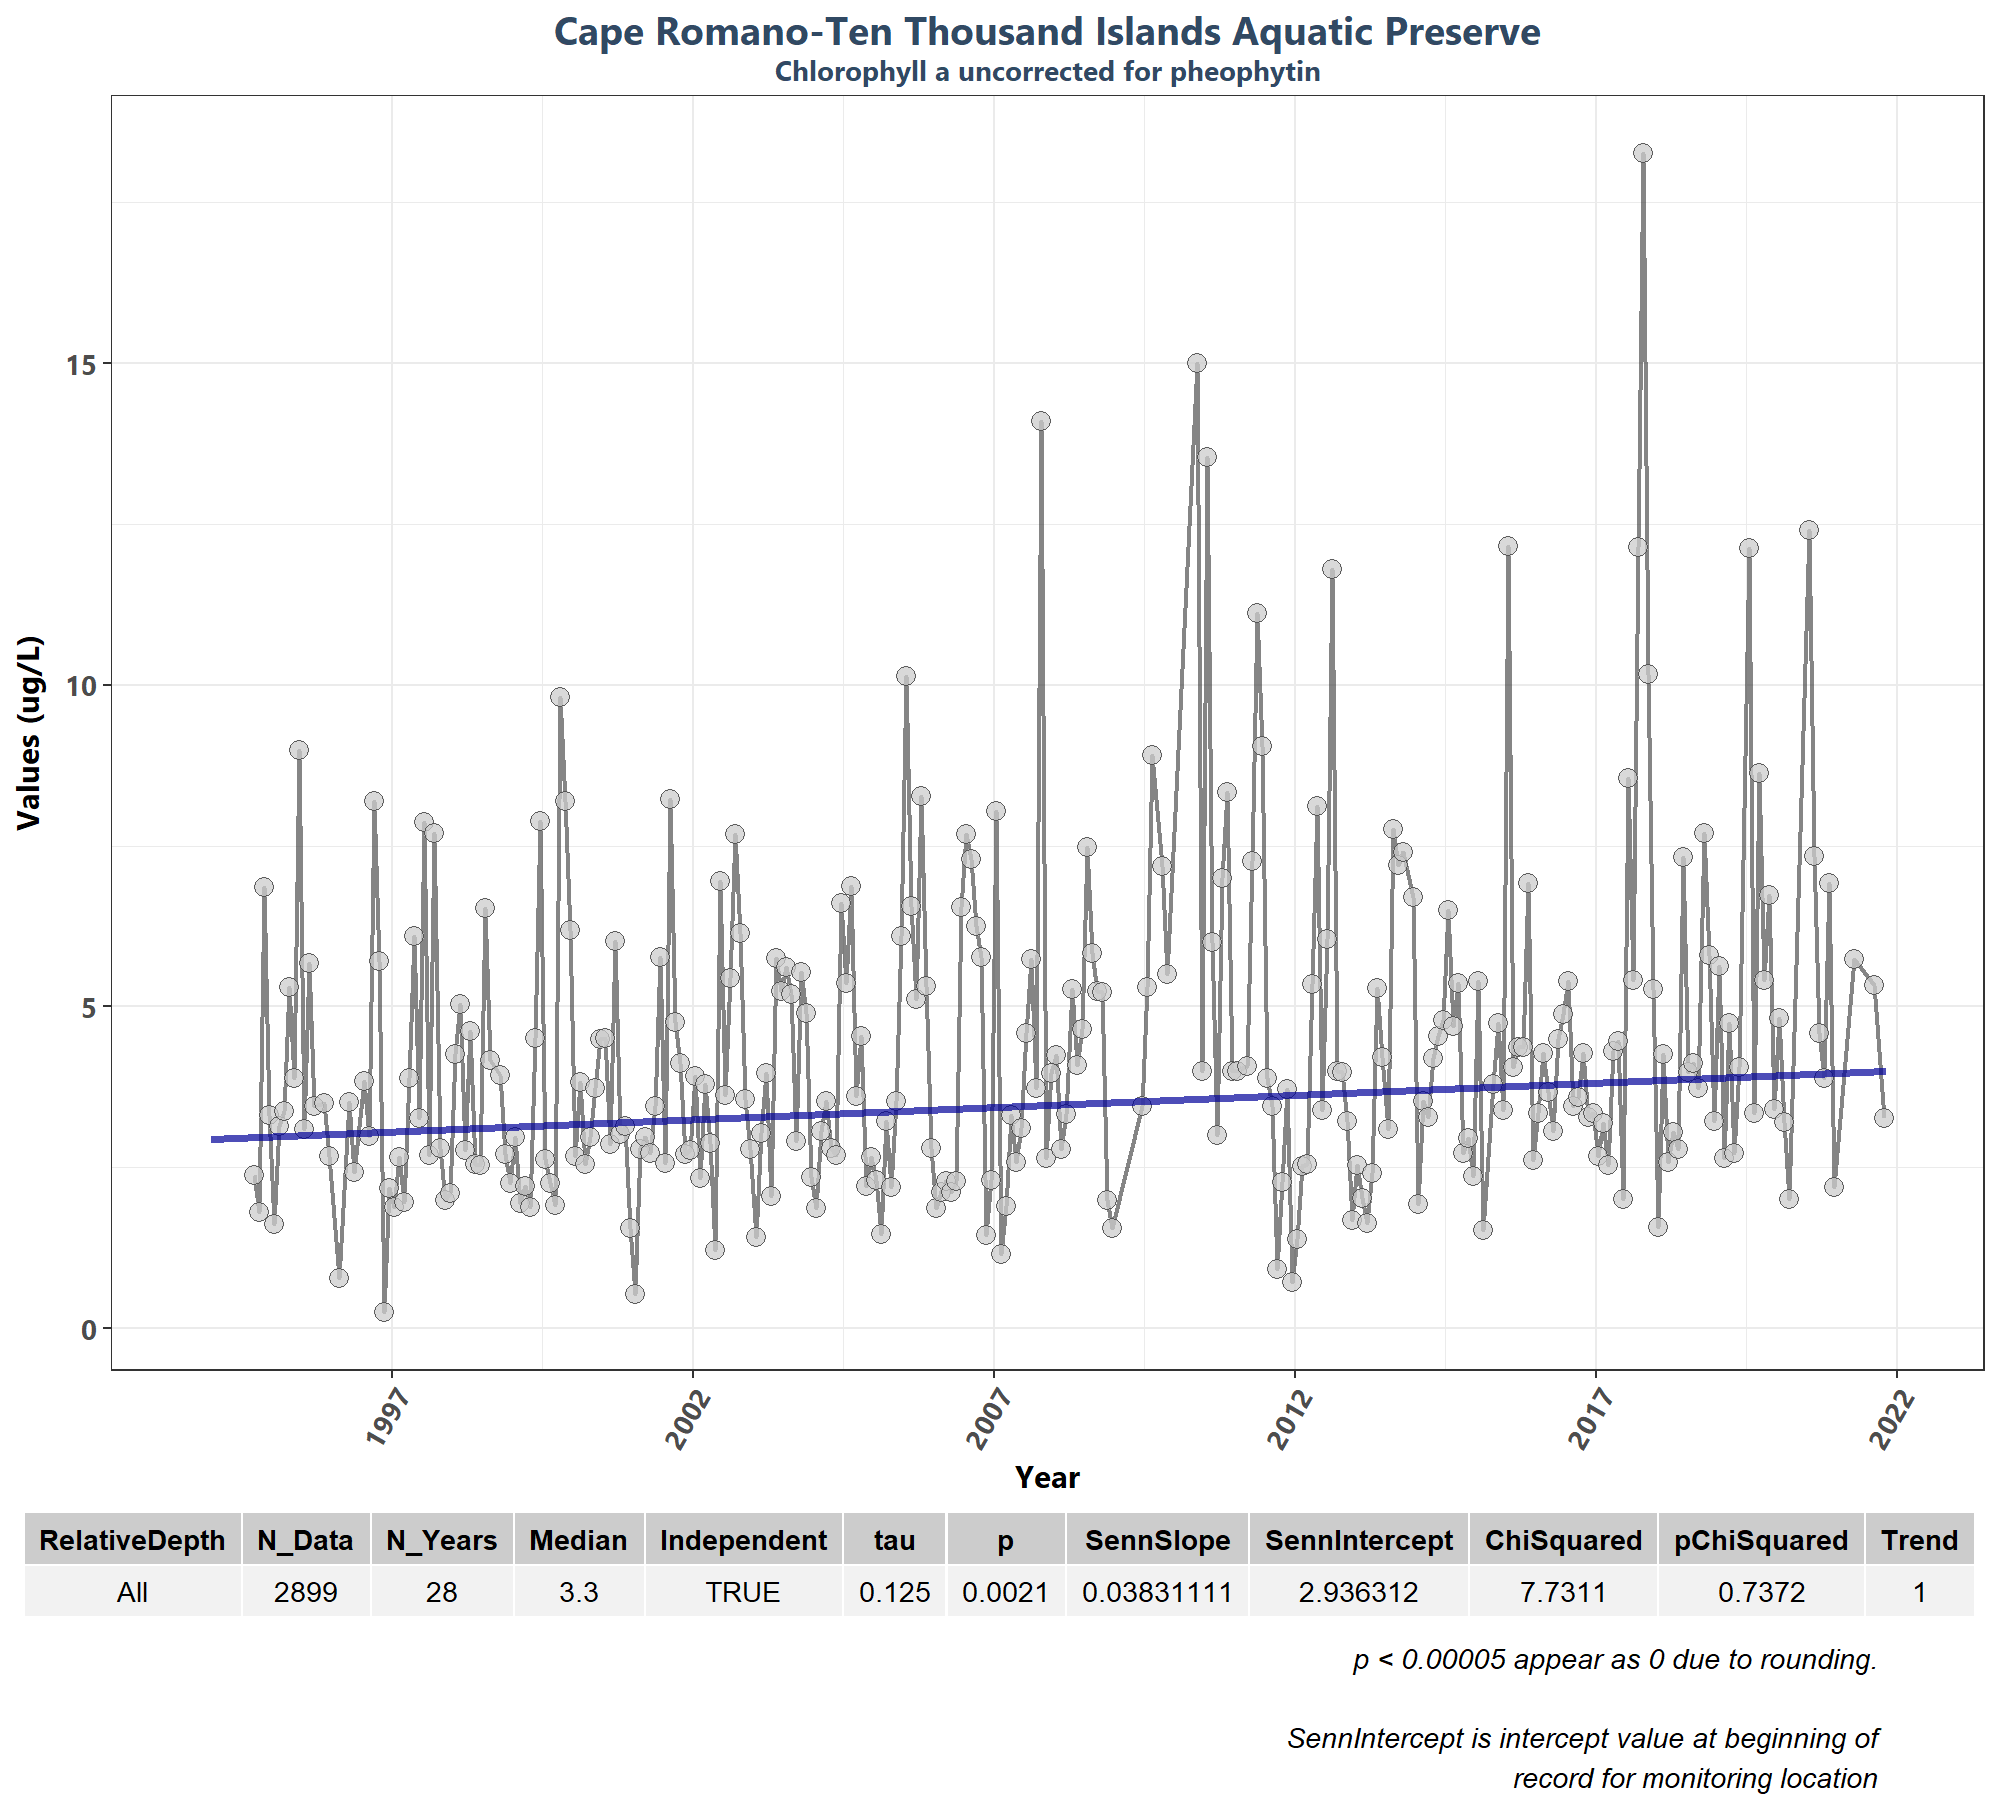 Cape Romano-Ten Thousand Islands Aquatic Preserve
Chlorophyll a uncorrected for pheophytin
Values (ug/L)
15
10
5
0
1997
2002
2007
2012
2017
2022
Year
RelativeDepth N_Data N_Years Median Independent tau p SennSlope SennIntercept ChiSquared pChiSquared Trend
All 2899 28 3.3 TRUE 0.125 0.0021 0.03831111 2.936312 7.7311 0.7372 1
p < 0.00005 appear as 0 due to rounding.
SennIntercept is intercept value at beginning of
record for monitoring location